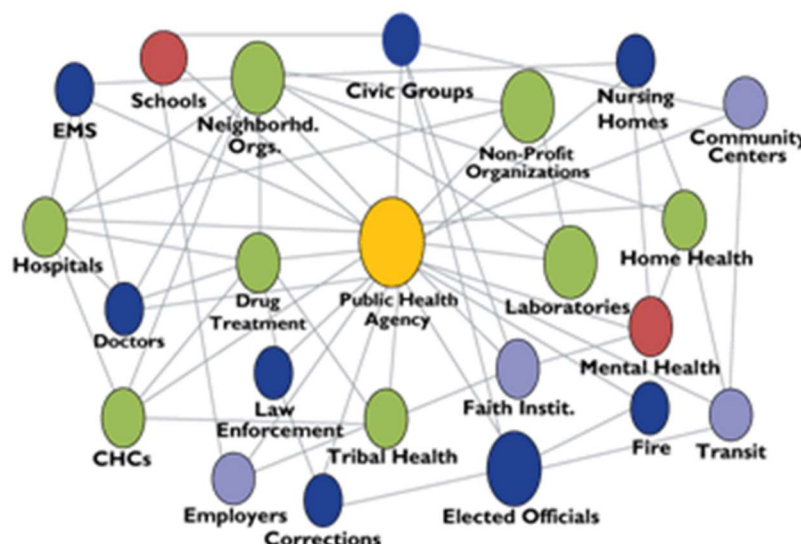 Schools
EMS
Neighborhd.
Orgs.
Civic Groups
Nursing
Homes
Community
Centers
Non-Profit
Organizations
Hospitals
Doctors
Drug
Treatment
Public Health
Agency
Laboratories
Home Health
Mental Health
Law
Enforcement
Faith Instit.
CHCs
Tribal Health
Fire
Transit
Employers
Corrections
Elected Officials